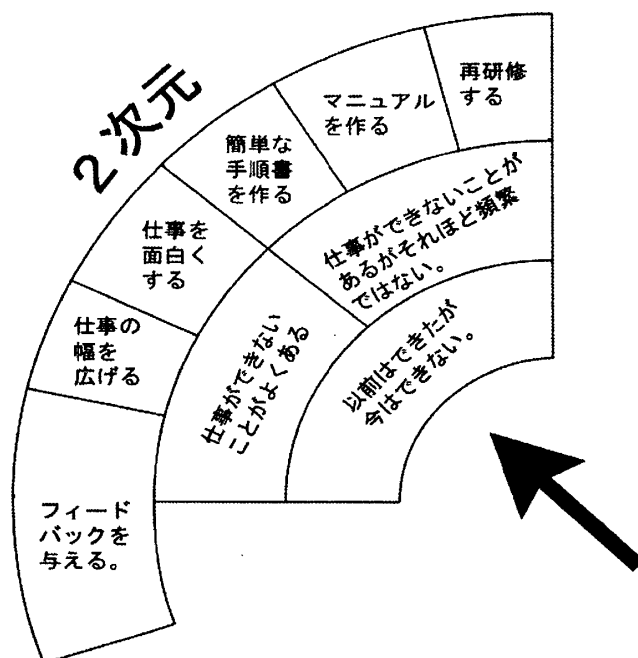 2次元
フィード
バックを
与える。
仕事の
幅を
広げる
仕事を
面白く
する
簡単な
手順書
を作る
マニュアル
を作る
再研修
する
仕事ができない
ことがよくある
仕事ができないことが
あるがそれほど頻繁
ではない。
以前はできたが
今はできない。